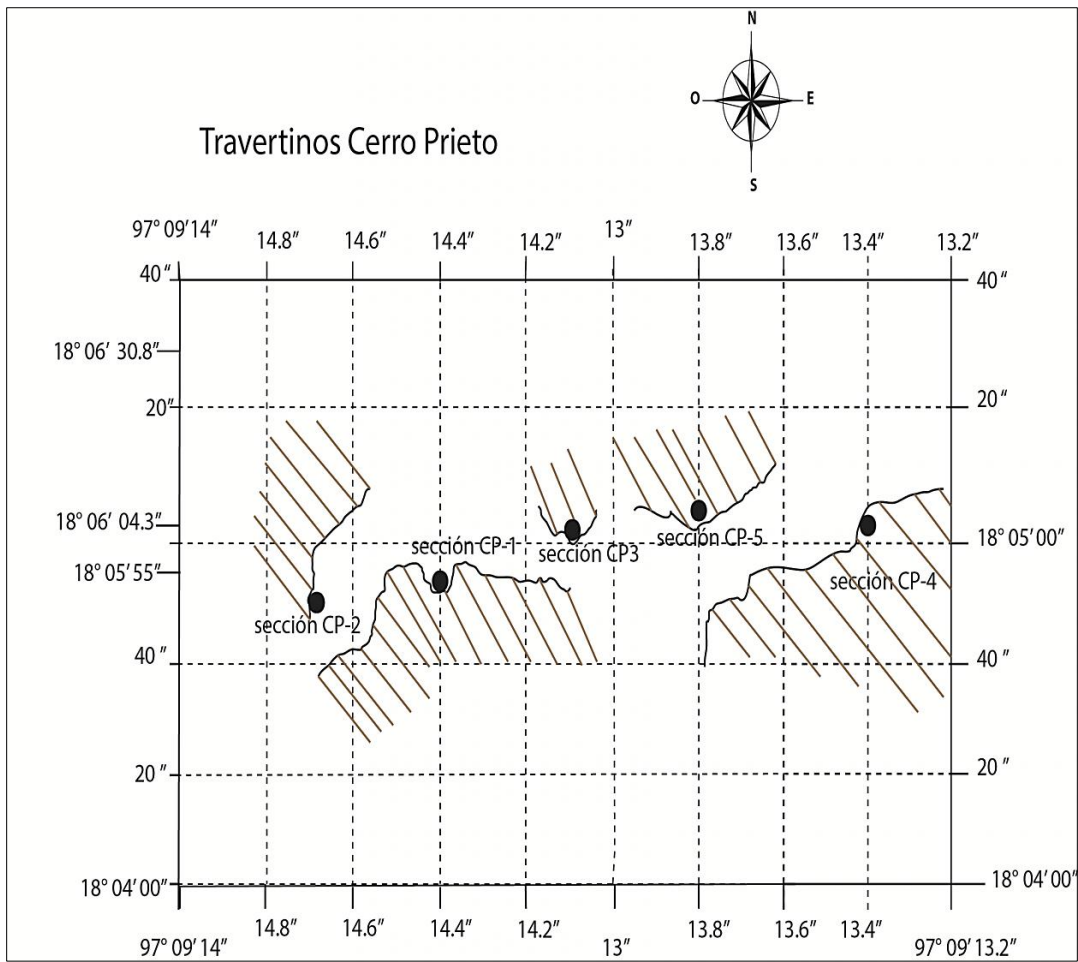 N
O E
S
Travertinos Cerro Prieto
97° 09' 14" 14.8" 14.6" 14.4" 14.2" 13" 13.8" 13.6" 13.4" 13.2"
40" 40"
18° 06' 30.8"
20" 20"
18° 06' 04.3"
sección CP-1 sección CP3 sección CP-5 18° 05' 00"
18° 05' 55" sección CP-4
sección CP-2
40" 40"
20" 20"
18° 04' 00" 18° 04' 00"
14.8" 14.6" 14.4" 14.2" 13.8" 13.6" 13.4"
97° 09' 14" 13" 97° 09' 13.2"